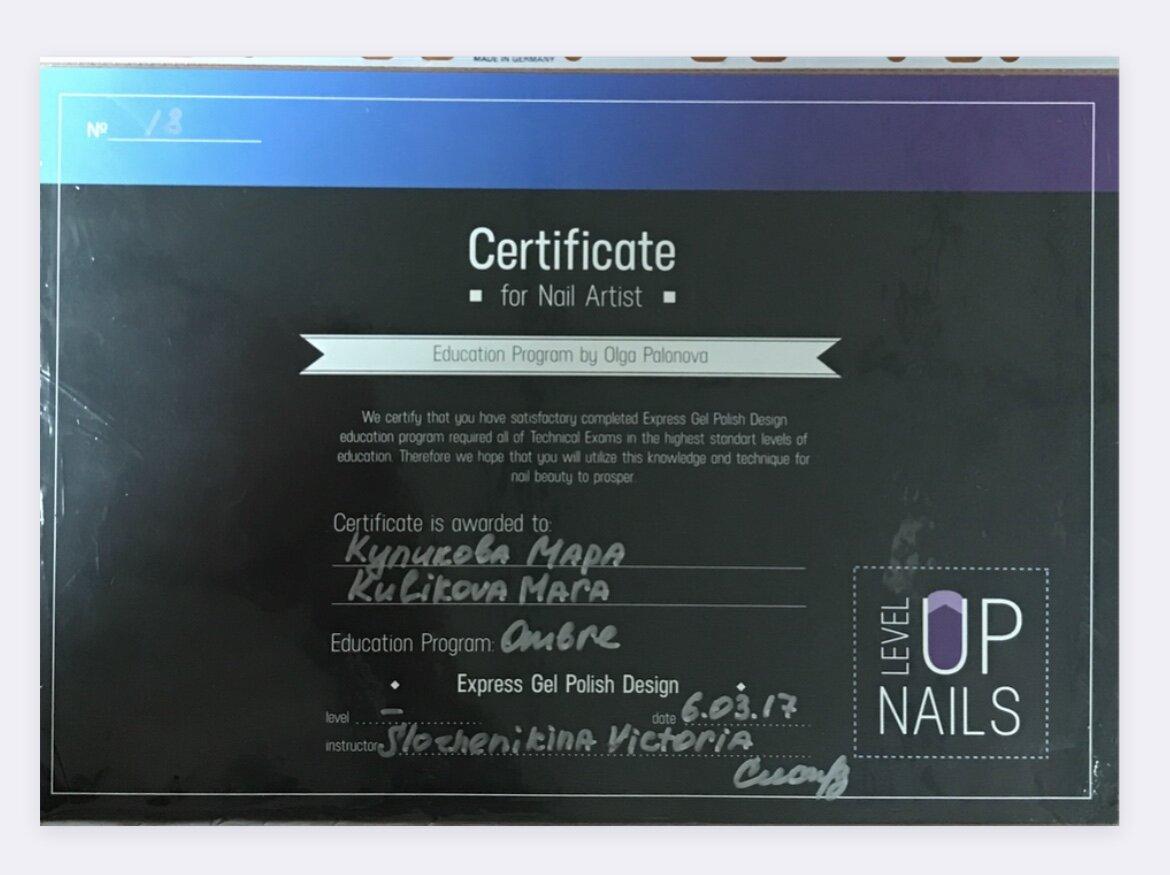 MADE IN GERMANY
№ 13
Certificate
for Nail Artist
Education Program by Olga Palonova
We certify that you have satisfactory completed Express Gel Polish Design
education program required all of Technical Exams in the highest standart levels of
education. Therefore we hope that you will utilize this knowledge and technique for
nail beauty to prosper.
Certificate is awarded to:
Куликова Мара
Kulikova Mara
Education Program: Ombre
Express Gel Polish Design
level – date 6.03.17
instructor Slozhenikina Victoria
LEVEL
UP
NAILS